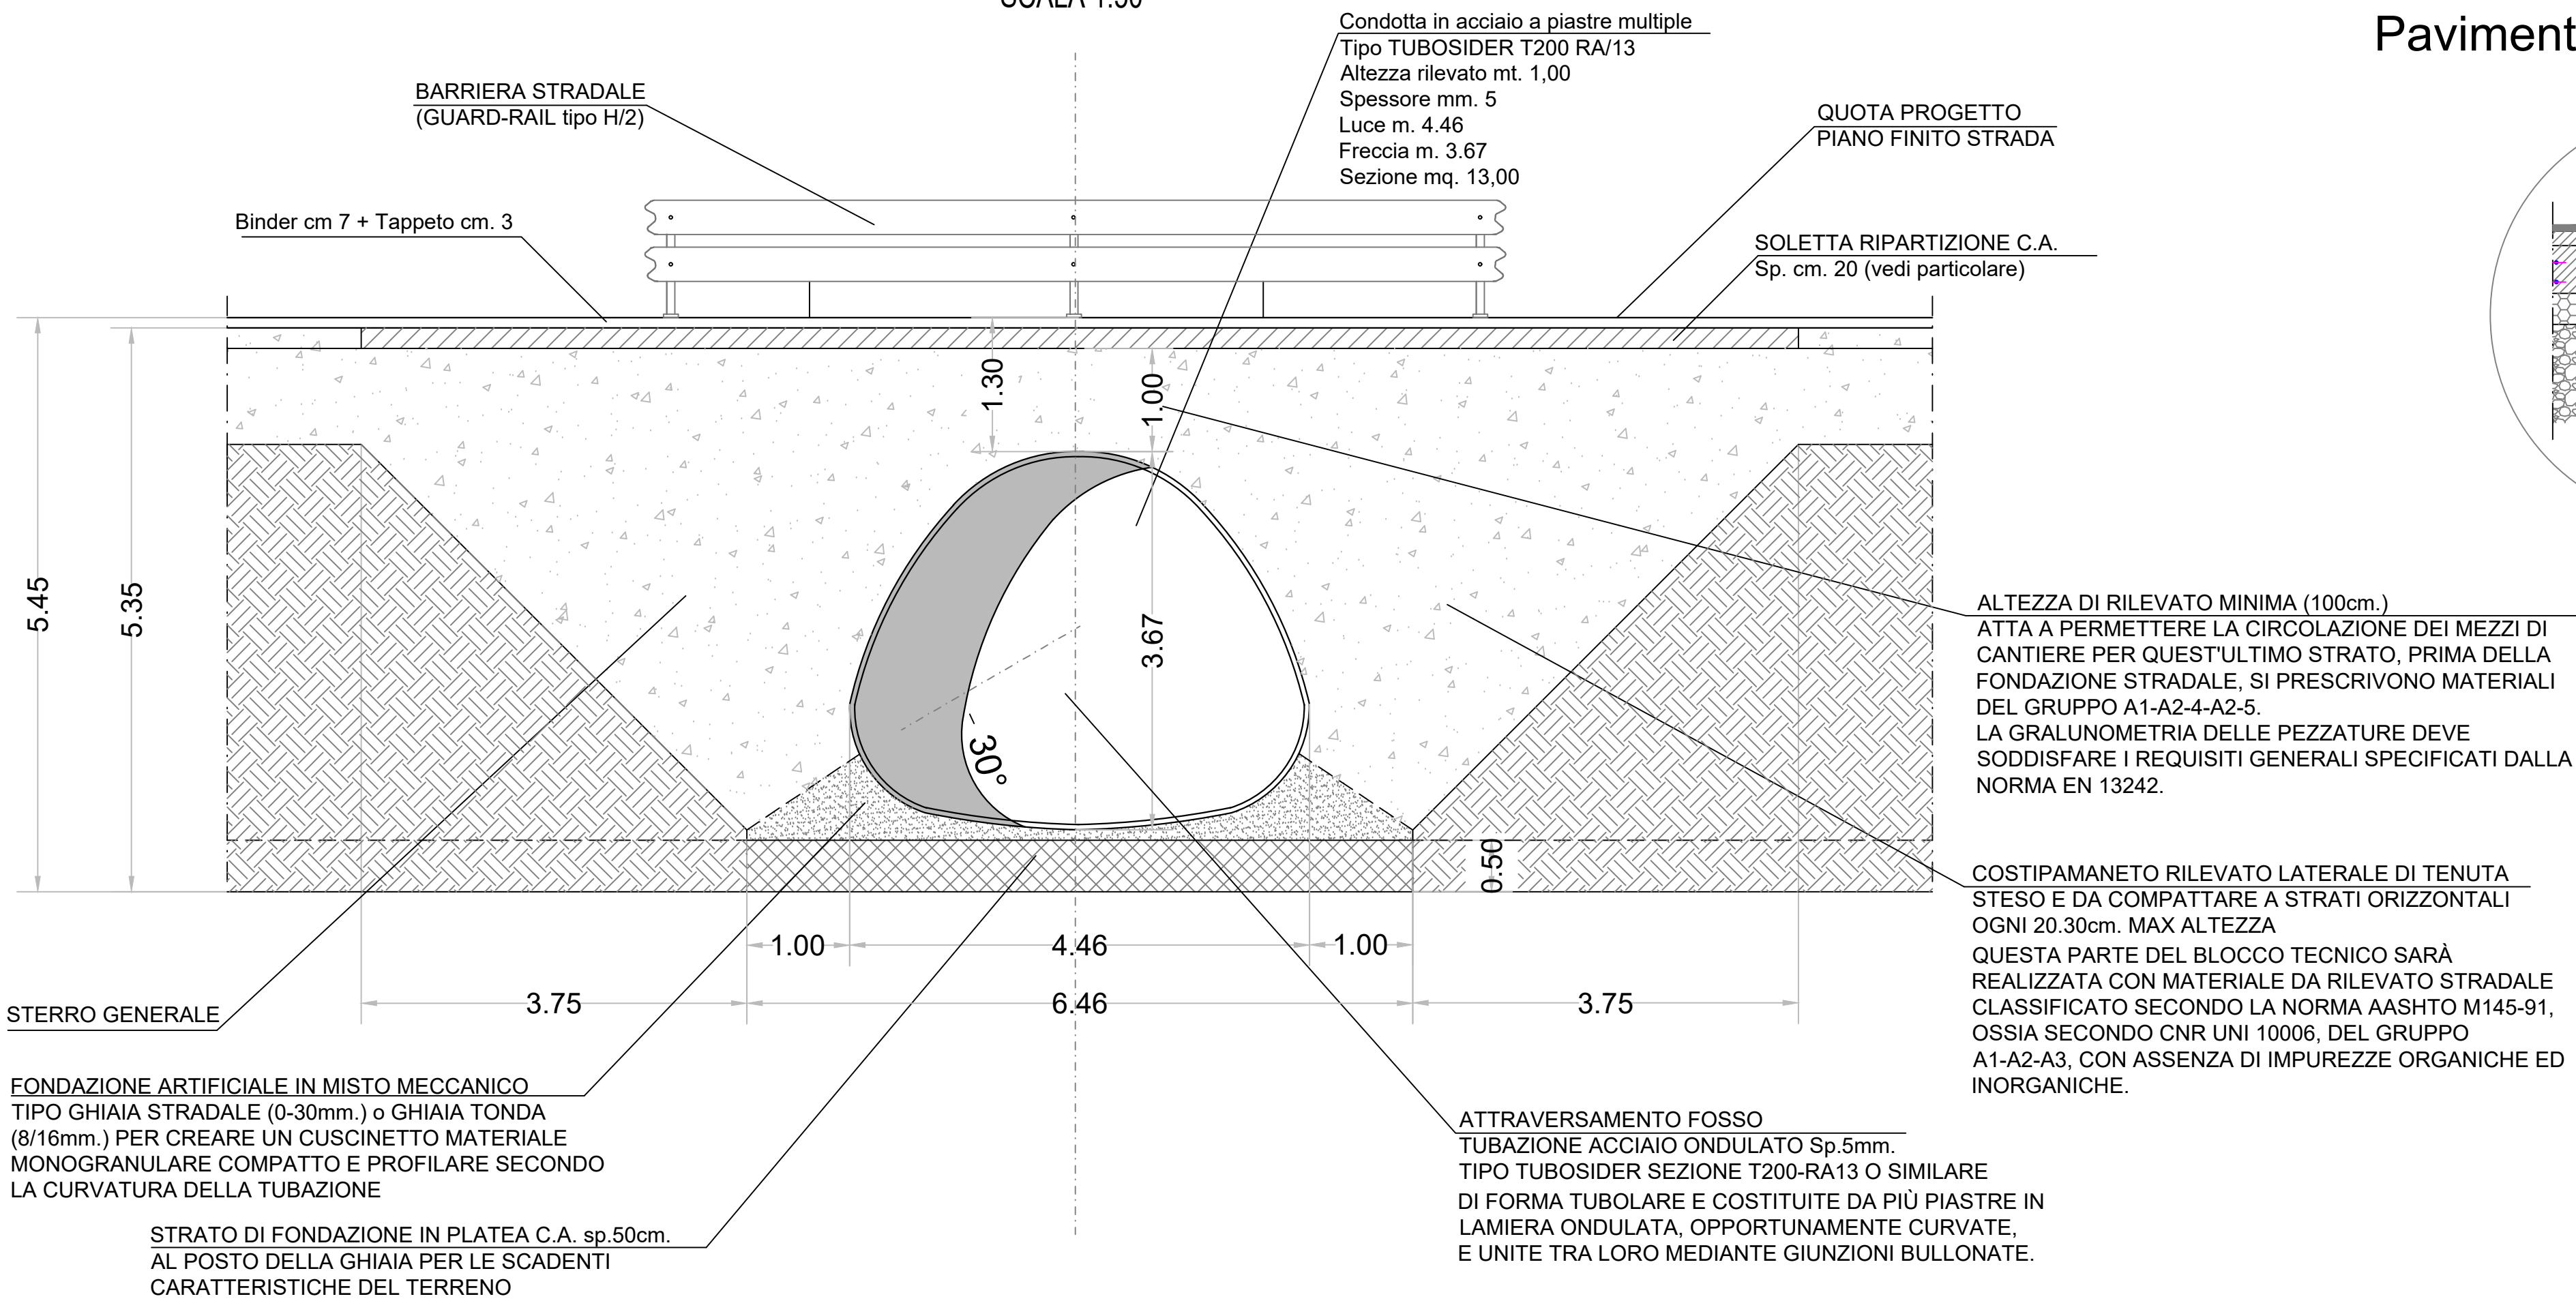 SCALA 1:50
Paviment
Condotta in acciaio a piastre multiple
Tipo TUBOSIDER T200 RA/13
Altezza rilevato mt. 1,00
Spessore mm. 5
Luce m. 4.46
Freccia m. 3.67
Sezione mq. 13,00
BARRIERA STRADALE
(GUARD-RAIL tipo H/2)
QUOTA PROGETTO
PIANO FINITO STRADA
Binder cm 7 + Tappeto cm. 3
SOLETTA RIPARTIZIONE C.A.
Sp. cm. 20 (vedi particolare)
1.30
1.00
5.45
5.35
3.67
30°
0.50
ALTEZZA DI RILEVATO MINIMA (100cm.)
ATTA A PERMETTERE LA CIRCOLAZIONE DEI MEZZI DI
CANTIERE PER QUEST'ULTIMO STRATO, PRIMA DELLA
FONDAZIONE STRADALE, SI PRESCRIVONO MATERIALI
DEL GRUPPO A1-A2-4-A2-5.
LA GRALUNOMETRIA DELLE PEZZATURE DEVE
SODDISFARE I REQUISITI GENERALI SPECIFICATI DALLA
NORMA EN 13242.
COSTIPAMANETO RILEVATO LATERALE DI TENUTA
STESO E DA COMPATTARE A STRATI ORIZZONTALI
OGNI 20.30cm. MAX ALTEZZA
QUESTA PARTE DEL BLOCCO TECNICO SARÀ
REALIZZATA CON MATERIALE DA RILEVATO STRADALE
CLASSIFICATO SECONDO LA NORMA AASHTO M145-91,
OSSIA SECONDO CNR UNI 10006, DEL GRUPPO
A1-A2-A3, CON ASSENZA DI IMPUREZZE ORGANICHE ED
INORGANICHE.
1.00
4.46
1.00
3.75
6.46
3.75
STERRO GENERALE
FONDAZIONE ARTIFICIALE IN MISTO MECCANICO
TIPO GHIAIA STRADALE (0-30mm.) o GHIAIA TONDA
(8/16mm.) PER CREARE UN CUSCINETTO MATERIALE
MONOGRANULARE COMPATTO E PROFILARE SECONDO
LA CURVATURA DELLA TUBAZIONE
STRATO DI FONDAZIONE IN PLATEA C.A. sp.50cm.
AL POSTO DELLA GHIAIA PER LE SCADENTI
CARATTERISTICHE DEL TERRENO
ATTRAVERSAMENTO FOSSO
TUBAZIONE ACCIAIO ONDULATO Sp.5mm.
TIPO TUBOSIDER SEZIONE T200-RA13 O SIMILARE
DI FORMA TUBOLARE E COSTITUITE DA PIÙ PIASTRE IN
LAMIERA ONDULATA, OPPORTUNAMENTE CURVATE,
E UNITE TRA LORO MEDIANTE GIUNZIONI BULLONATE.